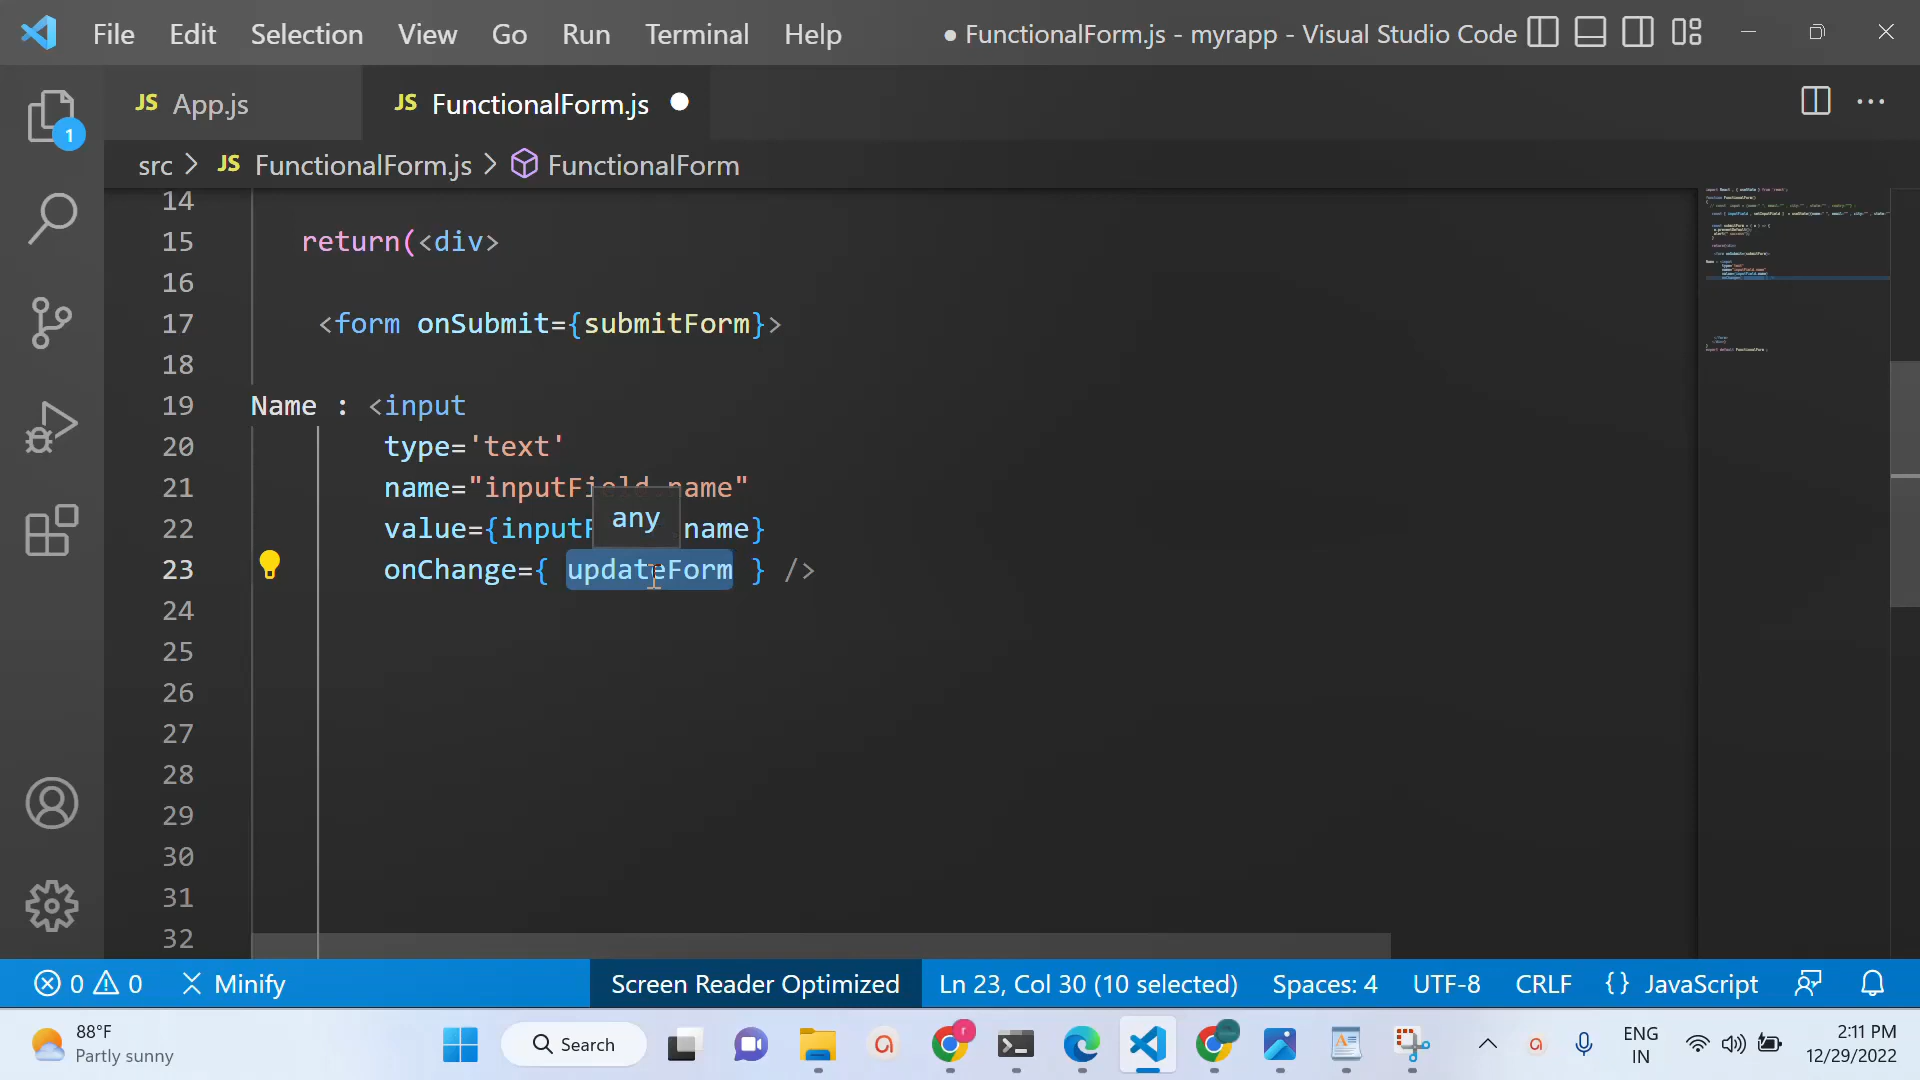 File Edit Selection View Go Run Terminal Help ● FunctionalForm.js - myrapp - Visual Studio Code
JS App.js JS FunctionalForm.js
1
src > JS FunctionalForm.js > FunctionalForm
14
15 return(<div>
16
17 <form onSubmit={submitForm}>
18
19 Name : <input
20 type='text'
21 name="inputField.name"
any
22 value={inputF name}
23 onChange={ updateForm } />
24
25
26
27
28
29
30
31
32
0 0 Minify Screen Reader Optimized Ln 23, Col 30 (10 selected) Spaces: 4 UTF-8 CRLF {} JavaScript
88°F
Partly sunny
Search
ENG
IN
2:11 PM
12/29/2022